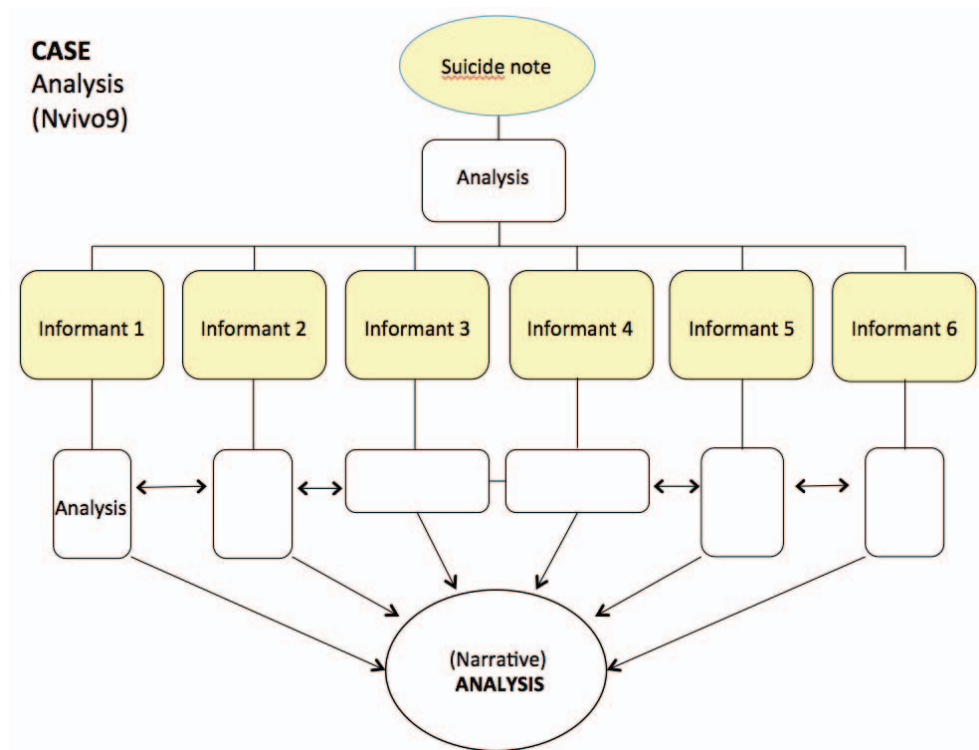 CASE
Analysis
(Nvivo9)
Suicide note
Analysis
Informant 1
Informant 2
Informant 3
Informant 4
Informant 5
Informant 6
Analysis
(Narrative)
ANALYSIS